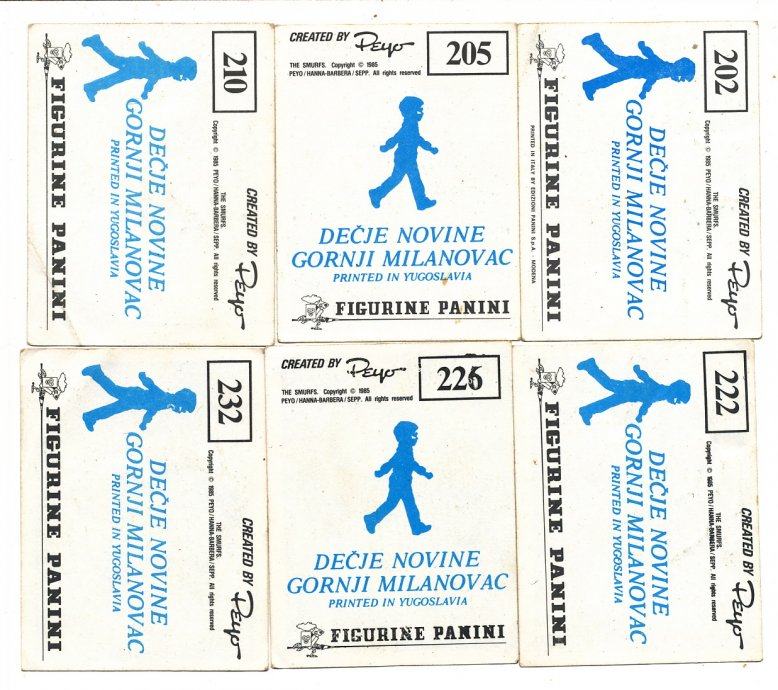 210
THE SMURFS.
Copyright © 1985 PEYO/HANNA-BARBERA/SEPP. All rights reserved
CREATED BY Peyo
DEČJE NOVINE
GORNJI MILANOVAC
PRINTED IN YUGOSLAVIA
FIGURINE PANINI
CREATED BY Peyo
205
THE SMURFS. Copyright © 1985
PEYO/HANNA-BARBERA/SEPP. All rights reserved
DEČJE NOVINE
GORNJI MILANOVAC
PRINTED IN YUGOSLAVIA
FIGURINE PANINI
202
THE SMURFS.
Copyright © 1985 PEYO/HANNA-BARBERA/SEPP. All rights reserved
CREATED BY Peyo
DEČJE NOVINE
GORNJI MILANOVAC
PRINTED IN YUGOSLAVIA
FIGURINE PANINI
PRINTED IN ITALY BY EDIZIONI PANINI S.p.A. - MODENA
232
THE SMURFS.
Copyright © 1985 PEYO/HANNA-BARBERA/SEPP. All rights reserved
CREATED BY Peyo
DEČJE NOVINE
GORNJI MILANOVAC
PRINTED IN YUGOSLAVIA
FIGURINE PANINI
CREATED BY Peyo
226
THE SMURFS. Copyright © 1985
PEYO/HANNA-BARBERA/SEPP. All rights reserved
DEČJE NOVINE
GORNJI MILANOVAC
PRINTED IN YUGOSLAVIA
FIGURINE PANINI
222
THE SMURFS.
Copyright © 1985 PEYO/HANNA-BARBERA/SEPP. All rights reserved
CREATED BY Peyo
DEČJE NOVINE
GORNJI MILANOVAC
PRINTED IN YUGOSLAVIA
FIGURINE PANINI